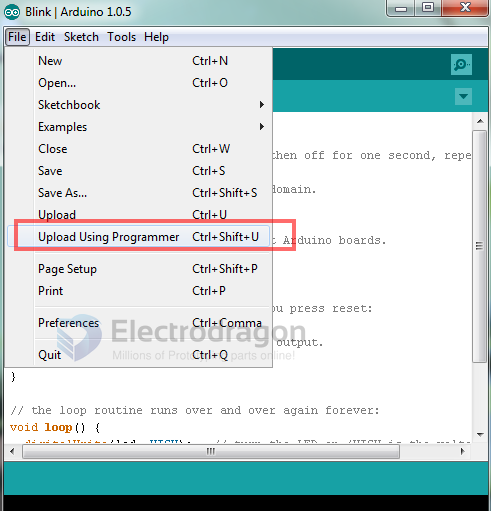 Blink | Arduino 1.0.5
File Edit Sketch Tools Help
New Ctrl+N
Open... Ctrl+O
Sketchbook
Examples
Close Ctrl+W
then off for one second, repe
Save Ctrl+S
Save As... Ctrl+Shift+S
domain.
Upload Ctrl+U
Upload Using Programmer Ctrl+Shift+U
t Arduino boards.
Page Setup Ctrl+Shift+P
Print Ctrl+P
ou press reset:
Preferences Ctrl+Comma
Electrodragon
output.
Quit Ctrl+Q
Millions of parts online!
}
// the loop routine runs over and over again forever:
void loop() {